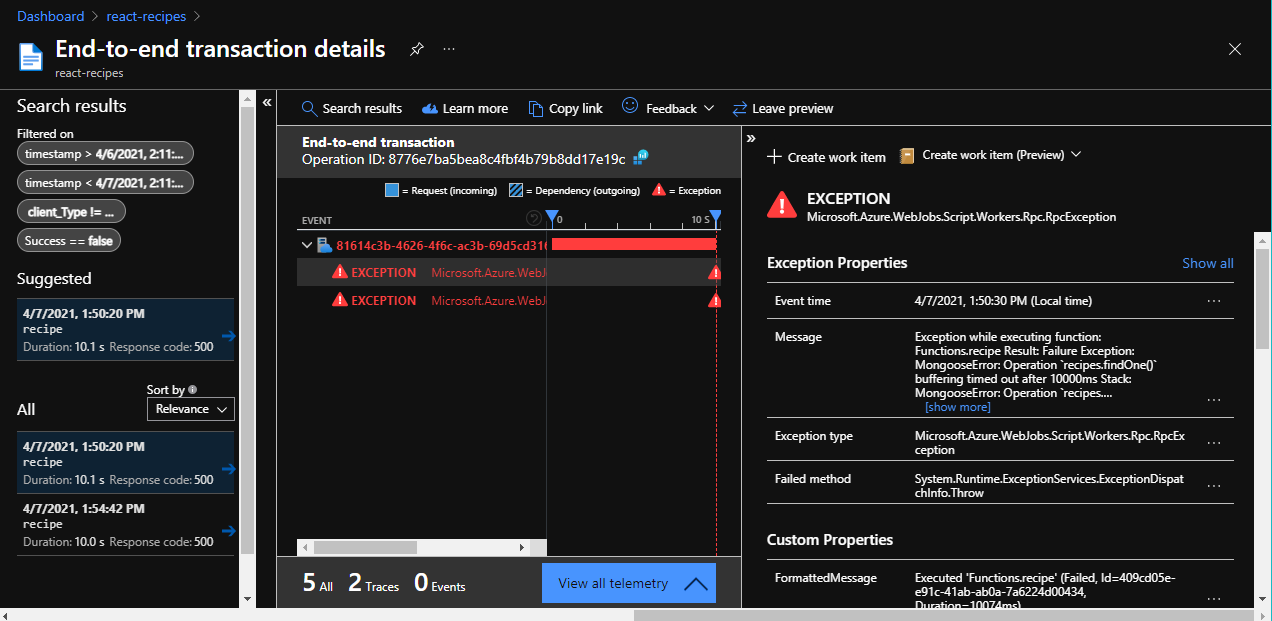 Dashboard > react-recipes >
End-to-end transaction details ...
react-recipes
Search results
Filtered on
timestamp > 4/6/2021, 2:11:...
timestamp < 4/7/2021, 2:11:...
client_Type != ...
Success == false
Suggested
4/7/2021, 1:50:20 PM
recipe
Duration: 10.1 s Response code: 500
Sort by
All
Relevance
4/7/2021, 1:50:20 PM
recipe
Duration: 10.1 s Response code: 500
4/7/2021, 1:54:42 PM
recipe
Duration: 10.0 s Response code: 500
Search results Learn more Copy link Feedback Leave preview
End-to-end transaction
Operation ID: 8776e7ba5bea8c4fbf4b79b8dd17e19c
= Request (incoming) = Dependency (outgoing) = Exception
EVENT 0 10 S
81614c3b-4626-4f6c-ac3b-69d5cd310
EXCEPTION Microsoft.Azure.WebJ
EXCEPTION Microsoft.Azure.WebJ
5 All 2 Traces 0 Events
View all telemetry
Create work item Create work item (Preview)
EXCEPTION
Microsoft.Azure.WebJobs.Script.Workers.Rpc.RpcException
Exception Properties Show all
Event time 4/7/2021, 1:50:30 PM (Local time) ...
Message Exception while executing function:
Functions.recipe Result: Failure Exception:
MongooseError: Operation `recipes.findOne()`
buffering timed out after 10000ms Stack:
MongooseError: Operation `recipes.... ...
[show more]
Exception type Microsoft.Azure.WebJobs.Script.Workers.Rpc.RpcEx
ception ...
Failed method System.Runtime.ExceptionServices.ExceptionDispat
chInfo.Throw ...
Custom Properties
FormattedMessage Executed 'Functions.recipe' (Failed, Id=409cd05e-
e91c-41ab-ab0a-7a6224d00434,
Duration=10074ms) ...